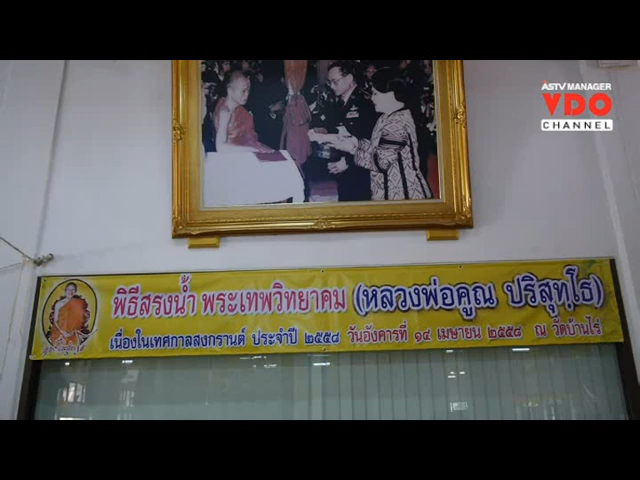 ASTV MANAGER
VDO
CHANNEL
พิธีสรงน้ำ พระเทพวิทยาคม (หลวงพ่อคูณ ปริสุทฺโธ)
เนื่องในเทศกาลสงกรานต์ ประจำปี ๒๕๕๘ วันอังคารที่ ๑๔ เมษายน ๒๕๕๘ ณ วัดบ้านไร่